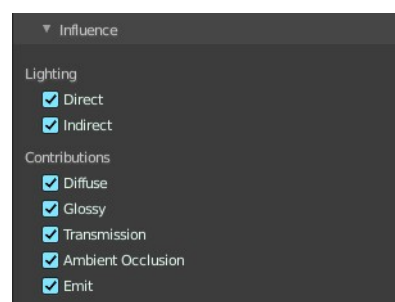 Influence
Lighting
Direct
Indirect
Contributions
Diffuse
Glossy
Transmission
Ambient Occlusion
Emit